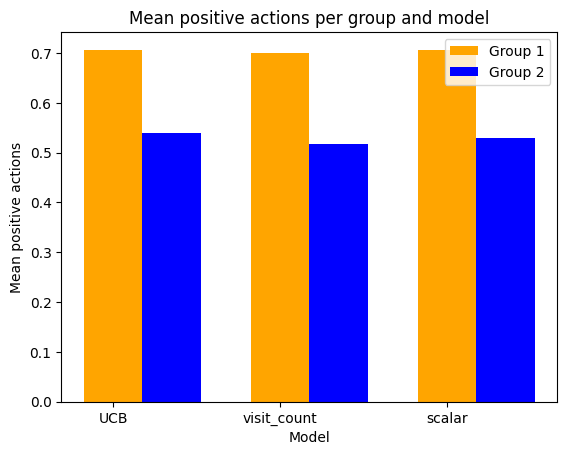 Mean positive actions per group and model
Group 1
Group 2
Mean positive actions
0.7
0.6
0.5
0.4
0.3
0.2
0.1
0.0
UCB
visit_count
scalar
Model